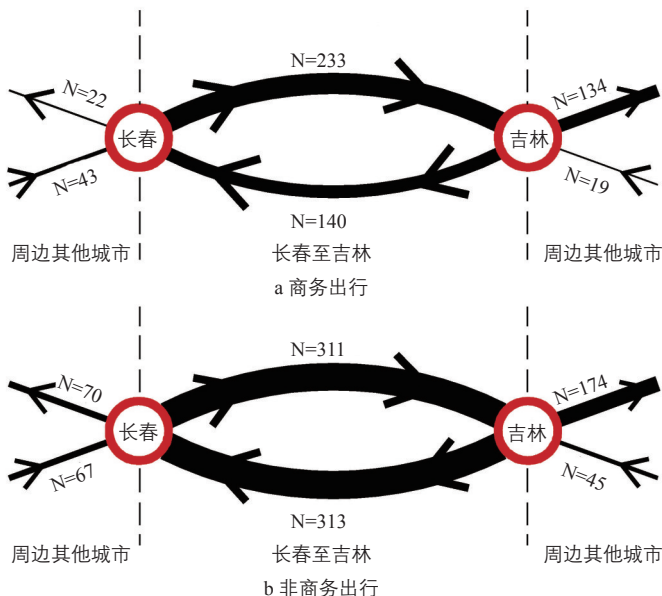 N=233
N=22
N=134
长春
吉林
N=43
N=19
N=140
周边其他城市
长春至吉林
周边其他城市
a 商务出行
N=311
N=70
N=174
长春
吉林
N=67
N=45
N=313
周边其他城市
长春至吉林
周边其他城市
b 非商务出行